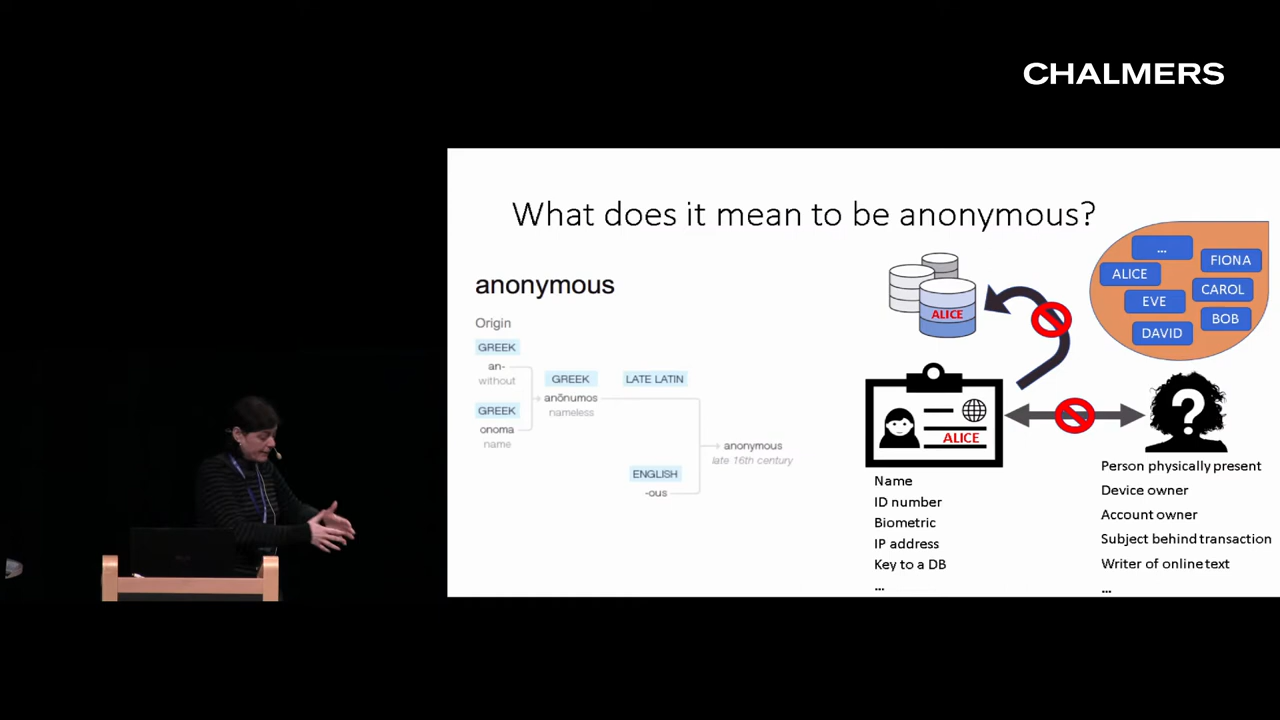 CHALMERS
What does it mean to be anonymous?
anonymous
Origin
GREEK
an-
without
GREEK
onoma
name
GREEK
anōnumos
nameless
LATE LATIN
ENGLISH
-ous
anonymous
late 16th century
ALICE
ALICE
Name
ID number
Biometric
IP address
Key to a DB
...
...
FIONA
ALICE
CAROL
EVE
BOB
DAVID
?
Person physically present
Device owner
Account owner
Subject behind transaction
Writer of online text
...